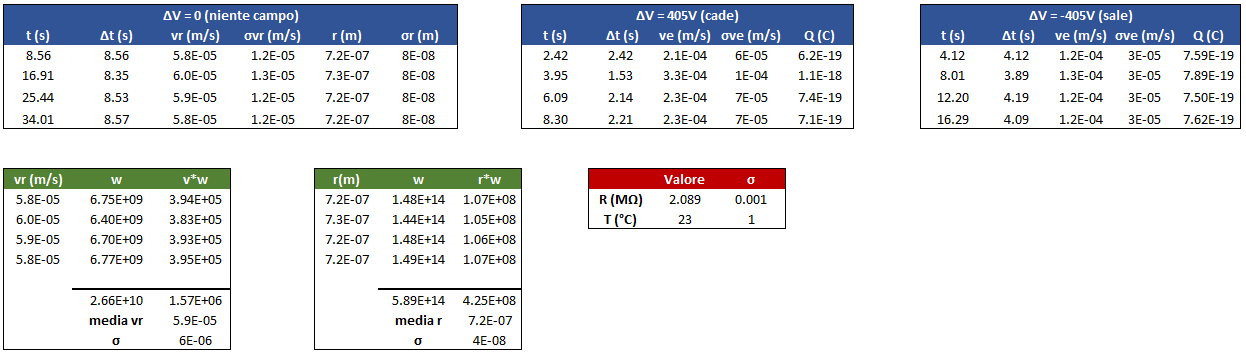 ΔV = 0 (niente campo)
t (s) Δt (s) vr (m/s) σvr (m/s) r (m) σr (m)
8.56 8.56 5.8E-05 1.2E-05 7.2E-07 8E-08
16.91 8.35 6.0E-05 1.3E-05 7.3E-07 8E-08
25.44 8.53 5.9E-05 1.2E-05 7.2E-07 8E-08
34.01 8.57 5.8E-05 1.2E-05 7.2E-07 8E-08
ΔV = 405V (cade)
t (s) Δt (s) ve (m/s) σve (m/s) Q (C)
2.42 2.42 2.1E-04 6E-05 6.2E-19
3.95 1.53 3.3E-04 1E-04 1.1E-18
6.09 2.14 2.3E-04 7E-05 7.4E-19
8.30 2.21 2.3E-04 7E-05 7.1E-19
ΔV = -405V (sale)
t (s) Δt (s) ve (m/s) σve (m/s) Q (C)
4.12 4.12 1.2E-04 3E-05 7.59E-19
8.01 3.89 1.3E-04 3E-05 7.89E-19
12.20 4.19 1.2E-04 3E-05 7.50E-19
16.29 4.09 1.2E-04 3E-05 7.62E-19
vr (m/s) w v*w
5.8E-05 6.75E+09 3.94E+05
6.0E-05 6.40E+09 3.83E+05
5.9E-05 6.70E+09 3.93E+05
5.8E-05 6.77E+09 3.95E+05
2.66E+10 1.57E+06
media vr 5.9E-05
σ 6E-06
r(m) w r*w
7.2E-07 1.48E+14 1.07E+08
7.3E-07 1.44E+14 1.05E+08
7.2E-07 1.48E+14 1.06E+08
7.2E-07 1.49E+14 1.07E+08
5.89E+14 4.25E+08
media r 7.2E-07
σ 4E-08
Valore σ
R (MΩ) 2.089 0.001
T (°C) 23 1